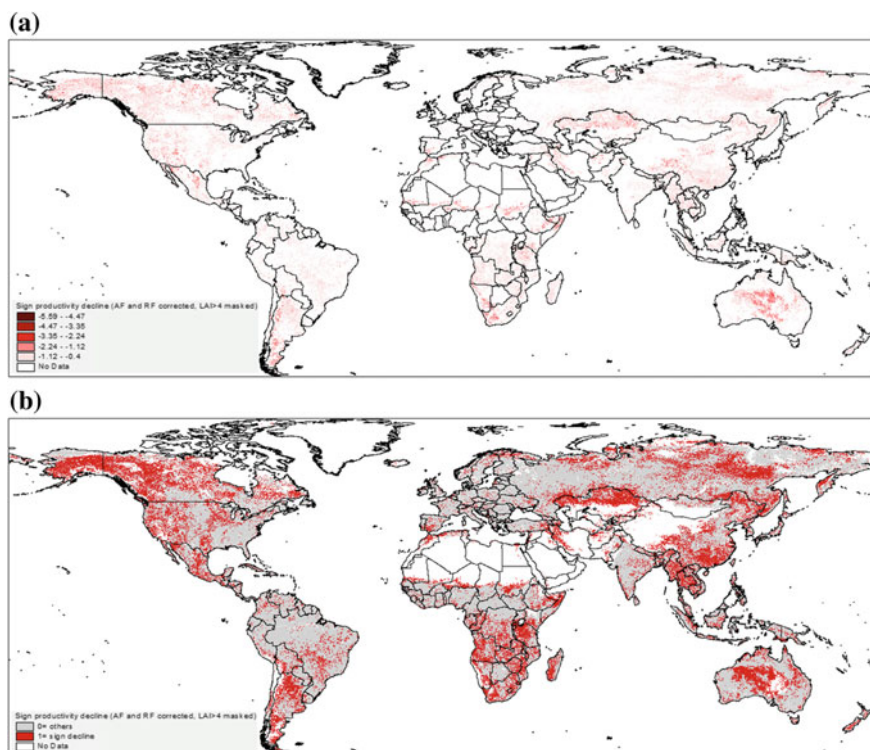 (a)
Sign productivity decline (AF and RF corrected, LAI>4 masked)
-5.59 - -4.47
-4.47 - -3.35
-3.35 - -2.24
-2.24 - -1.12
-1.12 - -0.4
No Data
(b)
Sign productivity decline (AF and RF corrected, LAI>4 masked)
0= others
1= sign decline
No Data